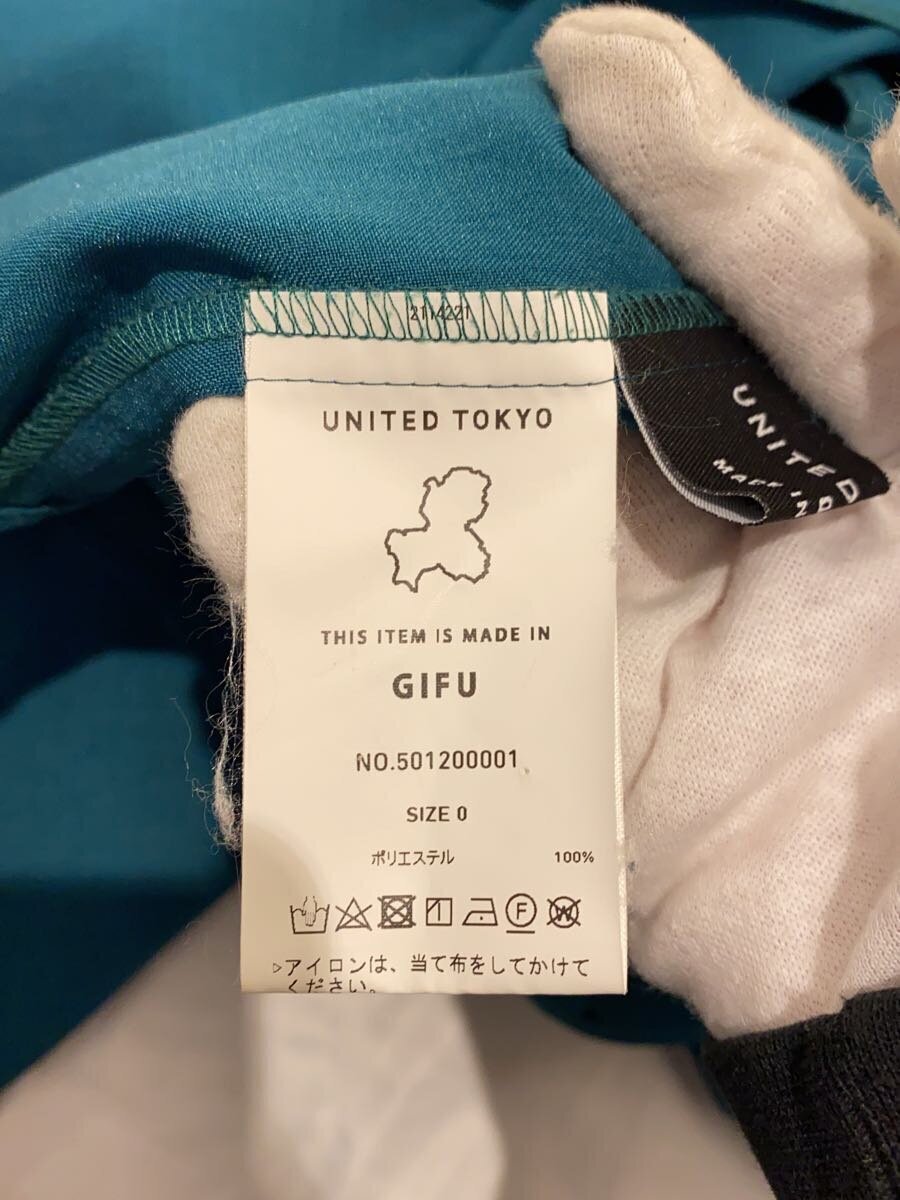 2114221
UNITED TOKYO
THIS ITEM IS MADE IN
GIFU
NO.501200001
SIZE 0
ポリエステル 100%
F
W
▷アイロンは、当て布をしてかけて
ください。
UNITED